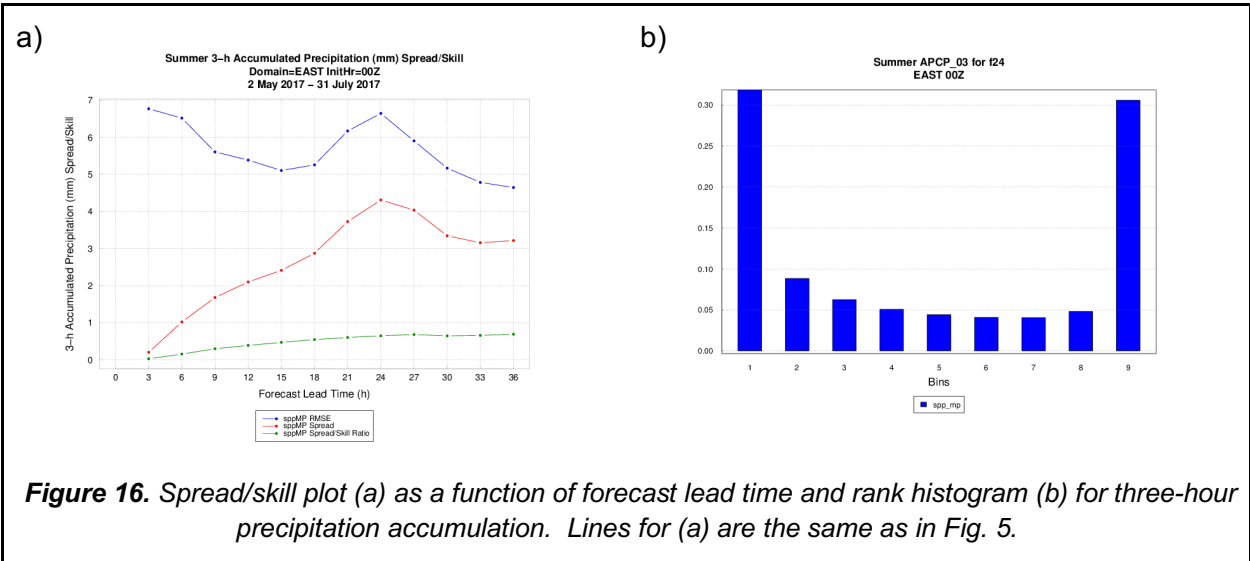 a)
Summer 3−h Accumulated Precipitation (mm) Spread/Skill
Domain=EAST InitHr=00Z
2 May 2017 − 31 July 2017
3−h Accumulated Precipitation (mm) Spread/Skill
7
6
5
4
3
2
1
0
0 3 6 9 12 15 18 21 24 27 30 33 36
Forecast Lead Time (h)
sppMP RMSE
sppMP Spread
sppMP Spread/Skill Ratio
b)
Summer APCP_03 for f24
EAST 00Z
0.30
0.25
0.20
0.15
0.10
0.05
0.00
1 2 3 4 5 6 7 8 9
Bins
spp_mp
Figure 16. Spread/skill plot (a) as a function of forecast lead time and rank histogram (b) for three-hour
precipitation accumulation. Lines for (a) are the same as in Fig. 5.